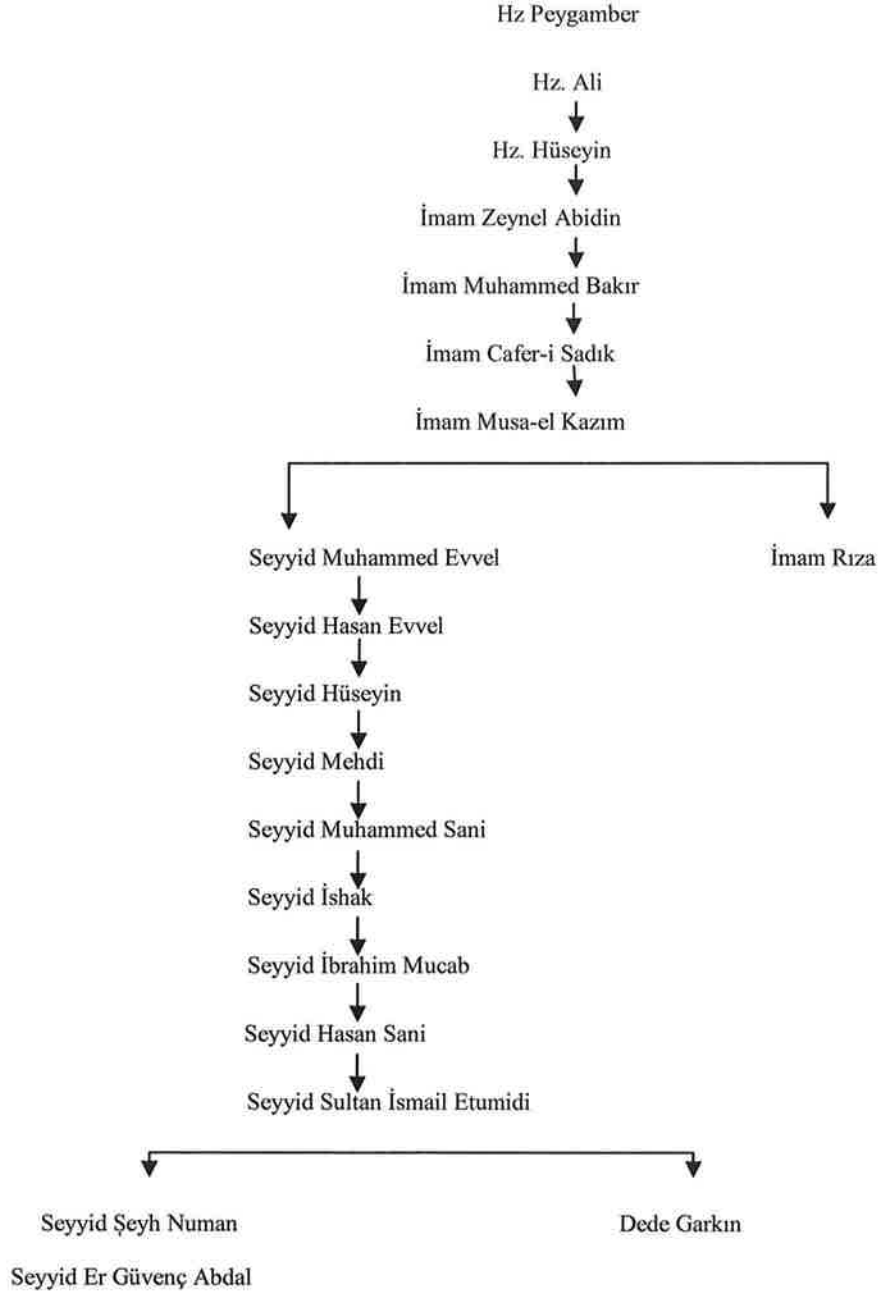 Hz Peygamber
Hz. Ali
Hz. Hüseyin
İmam Zeynel Abidin
İmam Muhammed Bakır
İmam Cafer-i Sadık
İmam Musa-el Kazım
Seyyid Muhammed Evvel İmam Rıza
Seyyid Hasan Evvel
Seyyid Hüseyin
Seyyid Mehdi
Seyyid Muhammed Sani
Seyyid İshak
Seyyid İbrahim Mucab
Seyyid Hasan Sani
Seyyid Sultan İsmail Etumidi
Seyyid Şeyh Numan Dede Garkın
Seyyid Er Güvenç Abdal